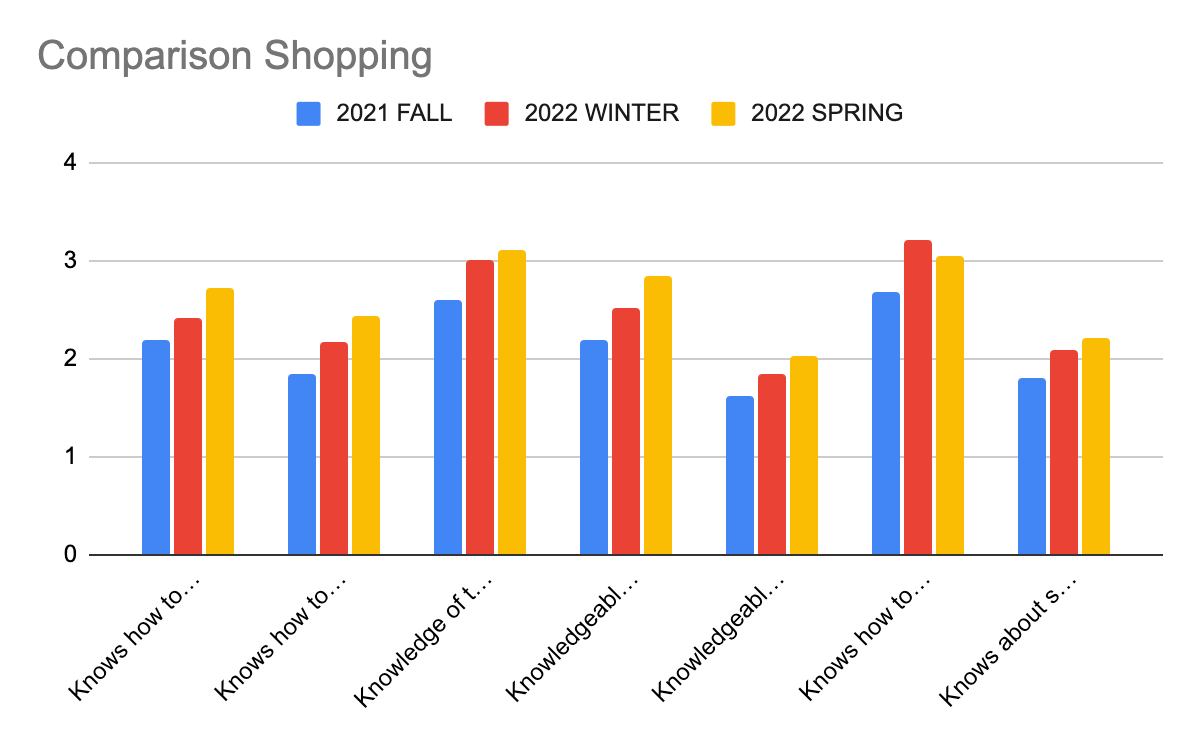 Comparison Shopping
2021 FALL 2022 WINTER 2022 SPRING
4
3
2
1
0
Knows how to…
Knows how to…
Knowledge of t…
Knowledgeabl…
Knowledgeabl…
Knows how to…
Knows about s…